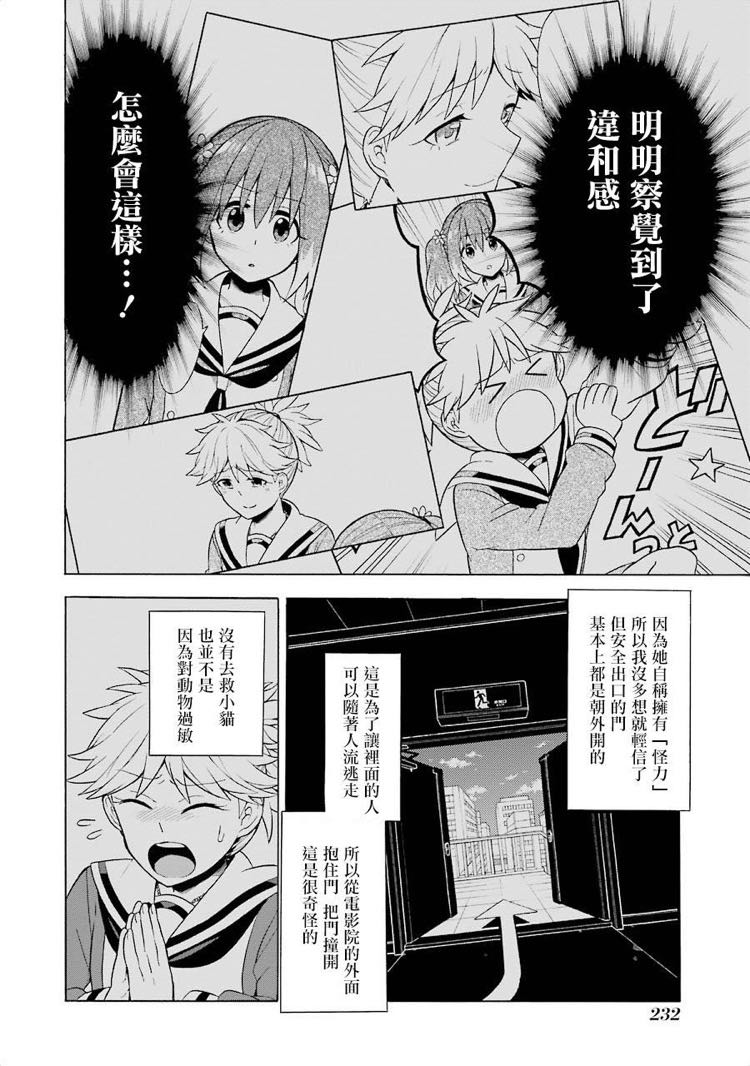 明明察覺到了
違和感
怎麼會這樣…！
どーんっと
因為她自稱擁有「怪力」
所以我沒多想就輕信了
但安全出口的門
基本上都是朝外開的
這是為了讓裡面的人
可以隨著人流逃走
所以從電影院的外面
抱住門 把門撞開
這是很奇怪的
沒有去救小貓
也並不是
因為對動物過敏
232